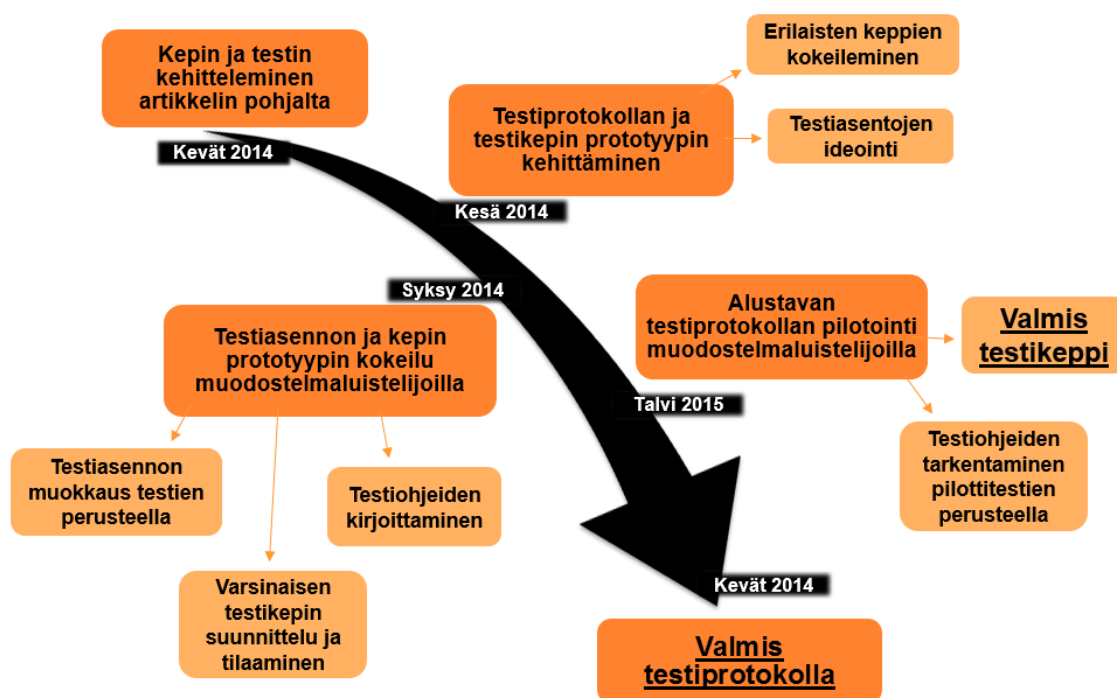 Kepin ja testin
kehitteleminen
artikkelin pohjalta
Kevät 2014
Testiprotokollan ja
testikepin prototyypin
kehittäminen
Erilaisten keppien
kokeileminen
Testiasentojen
ideointi
Kesä 2014
Syksy 2014
Testiasennon ja kepin
prototyypin kokeilu
muodostelmaluistelijoilla
Testiasennon
muokkaus testien
perusteella
Varsinaisen
testikepin
suunnittelu ja
tilaaminen
Testiohjeiden
kirjoittaminen
Alustavan
testiprotokollan pilotointi
muodostelmaluistelijoilla
Valmis
testikeppi
Testiohjeiden
tarkentaminen
pilottitestien
perusteella
Talvi 2015
Kevät 2014
Valmis
testiprotokolla